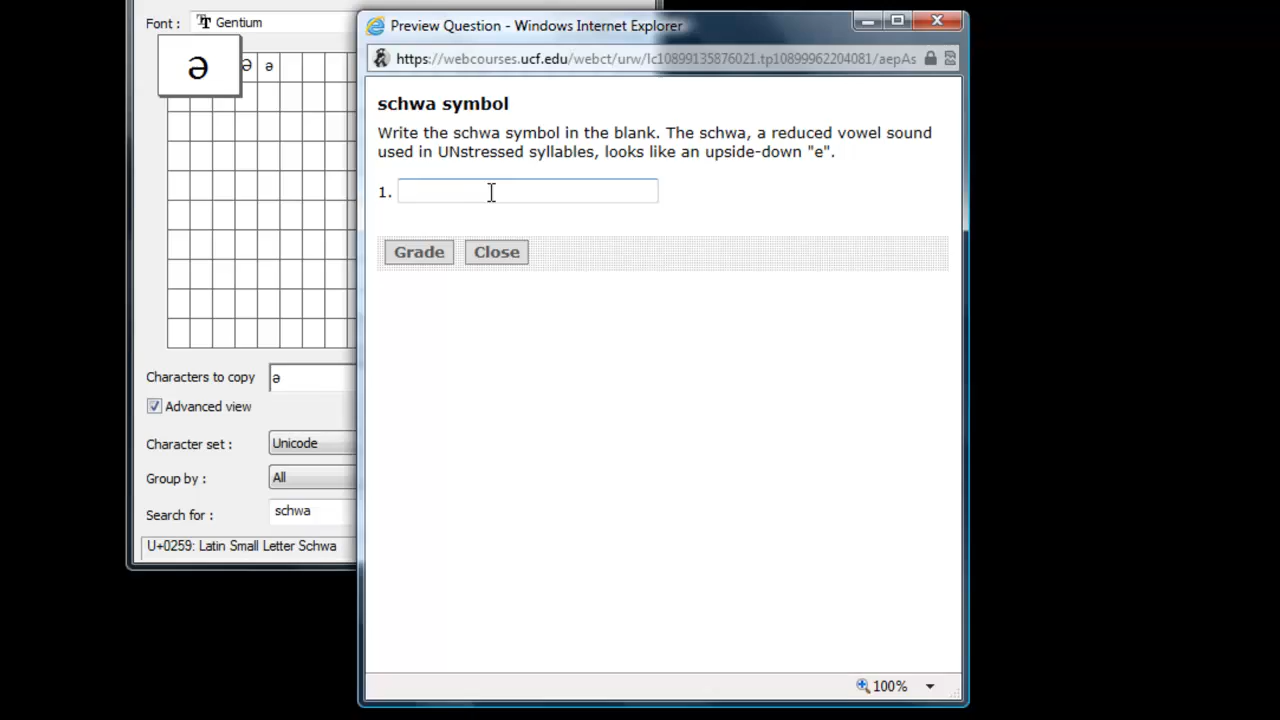 Font : Gentium
ə
Ə ə
Characters to copy ə
Advanced view
Character set : Unicode
Group by : All
Search for : schwa
U+0259: Latin Small Letter Schwa
Preview Question - Windows Internet Explorer
https://webcourses.ucf.edu/webct/urw/lc10899135876021.tp10899962204081/aepAs
schwa symbol
Write the schwa symbol in the blank. The schwa, a reduced vowel sound
used in UNstressed syllables, looks like an upside-down "e".
1.
Grade Close
100%